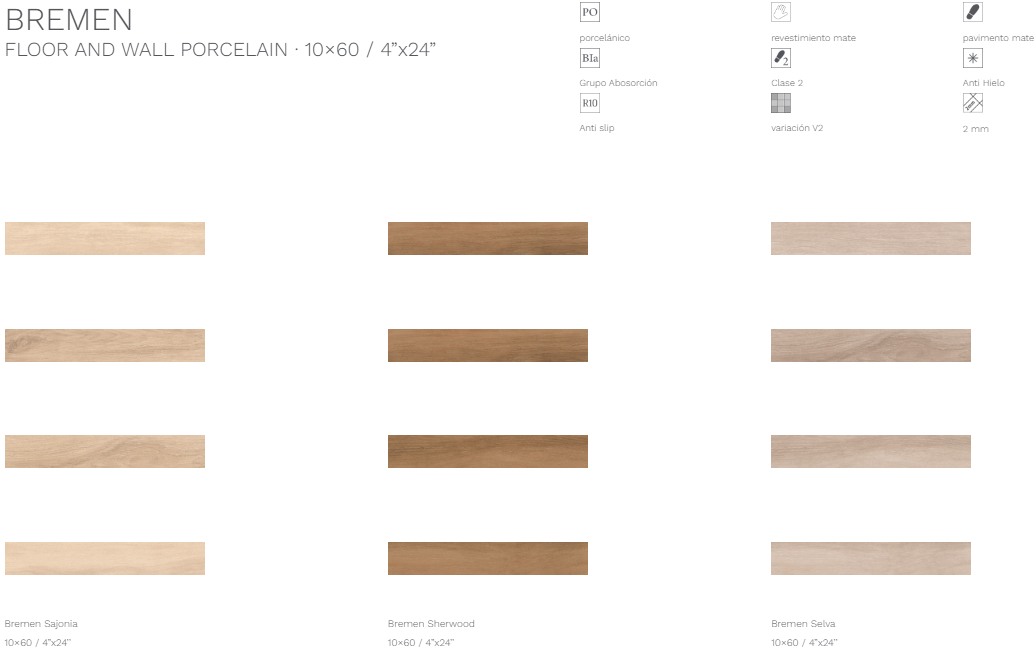 BREMEN
FLOOR AND WALL PORCELAIN · 10×60 / 4”x24”
PO
porcelánico
revestimiento mate
pavimento mate
BIa
2
Grupo Abosorción
Clase 2
Anti Hielo
R10
2mm
Anti slip
variación V2
2 mm
Bremen Sajonia
10×60 / 4”x24”
Bremen Sherwood
10×60 / 4”x24”
Bremen Selva
10×60 / 4”x24”